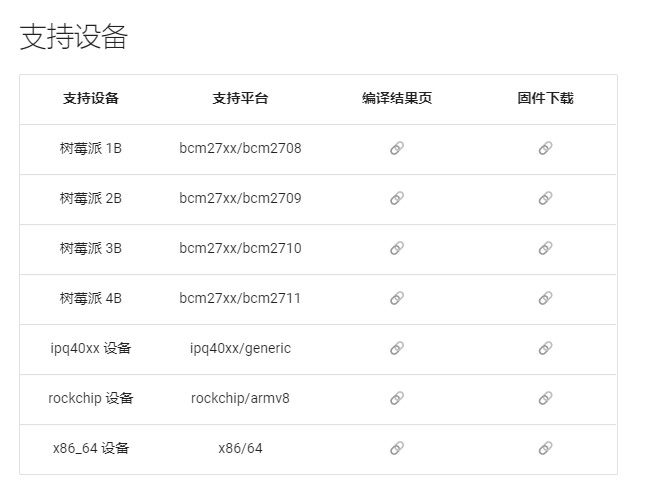 支持设备
支持设备 支持平台 编译结果页 固件下载
树莓派 1B bcm27xx/bcm2708
树莓派 2B bcm27xx/bcm2709
树莓派 3B bcm27xx/bcm2710
树莓派 4B bcm27xx/bcm2711
ipq40xx 设备 ipq40xx/generic
rockchip 设备 rockchip/armv8
x86_64 设备 x86/64